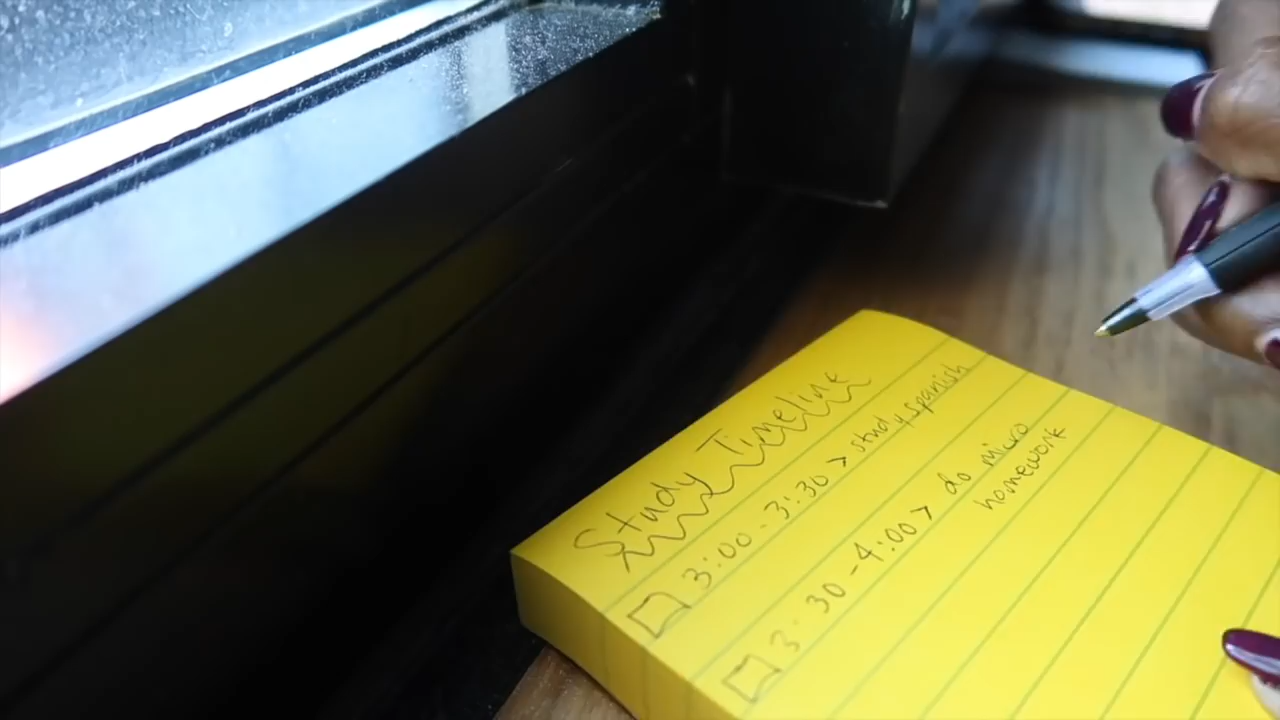 Study Timeline
3:00 - 3:30 > study spanish
3:30 - 4:00 > do micro
homework